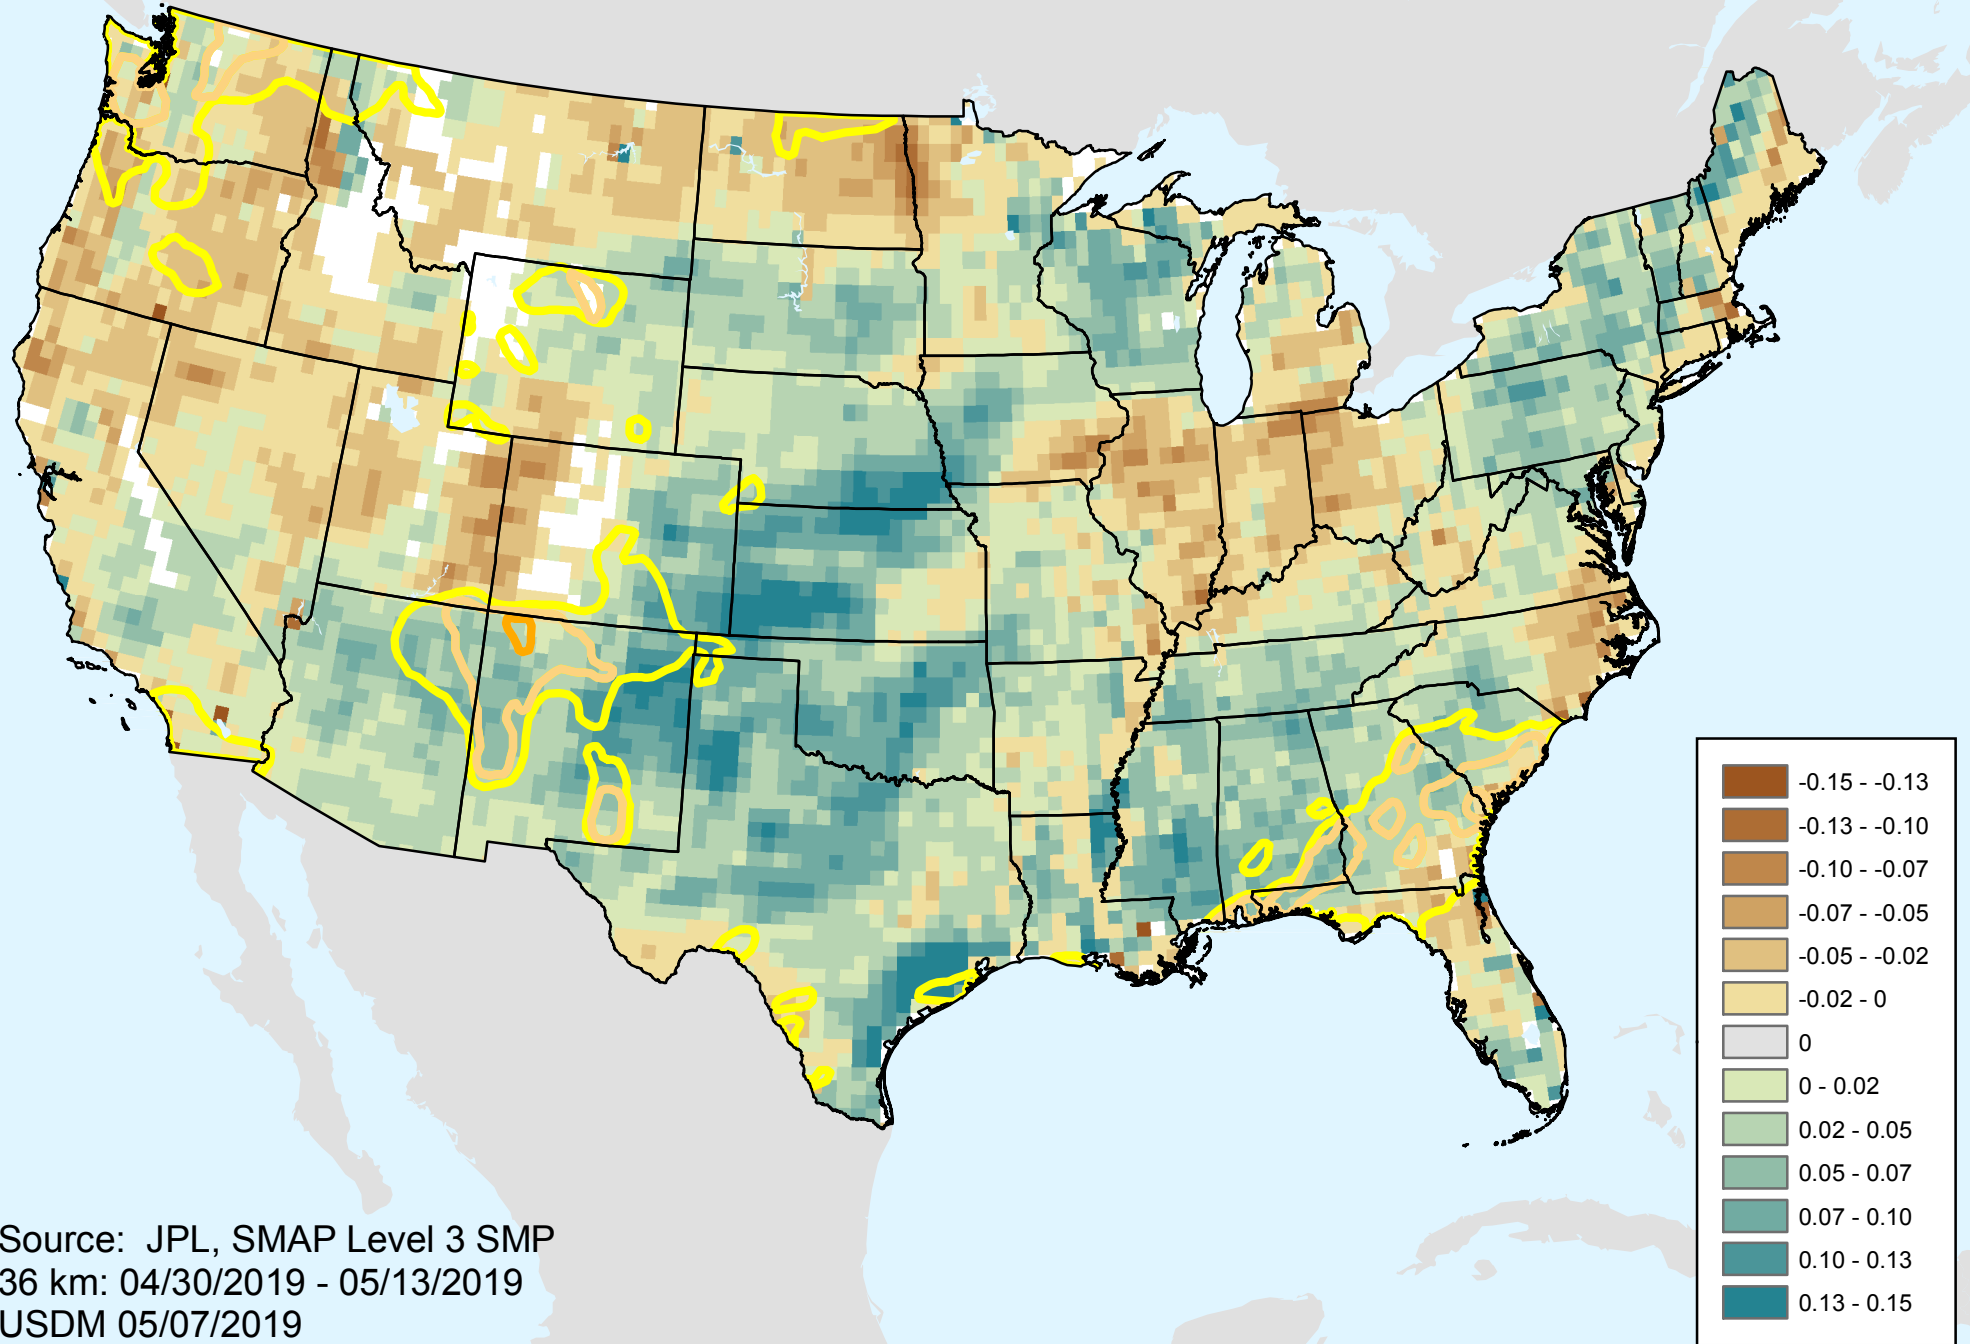 -0.15 - -0.13
-0.13 - -0.10
-0.10 - -0.07
-0.07 - -0.05
-0.05 - -0.02
-0.02 - 0
0
0 - 0.02
0.02 - 0.05
0.05 - 0.07
0.07 - 0.10
0.10 - 0.13
0.13 - 0.15
Source:  JPL, SMAP Level 3 SMP
36 km: 04/30/2019 - 05/13/2019
USDM 05/07/2019